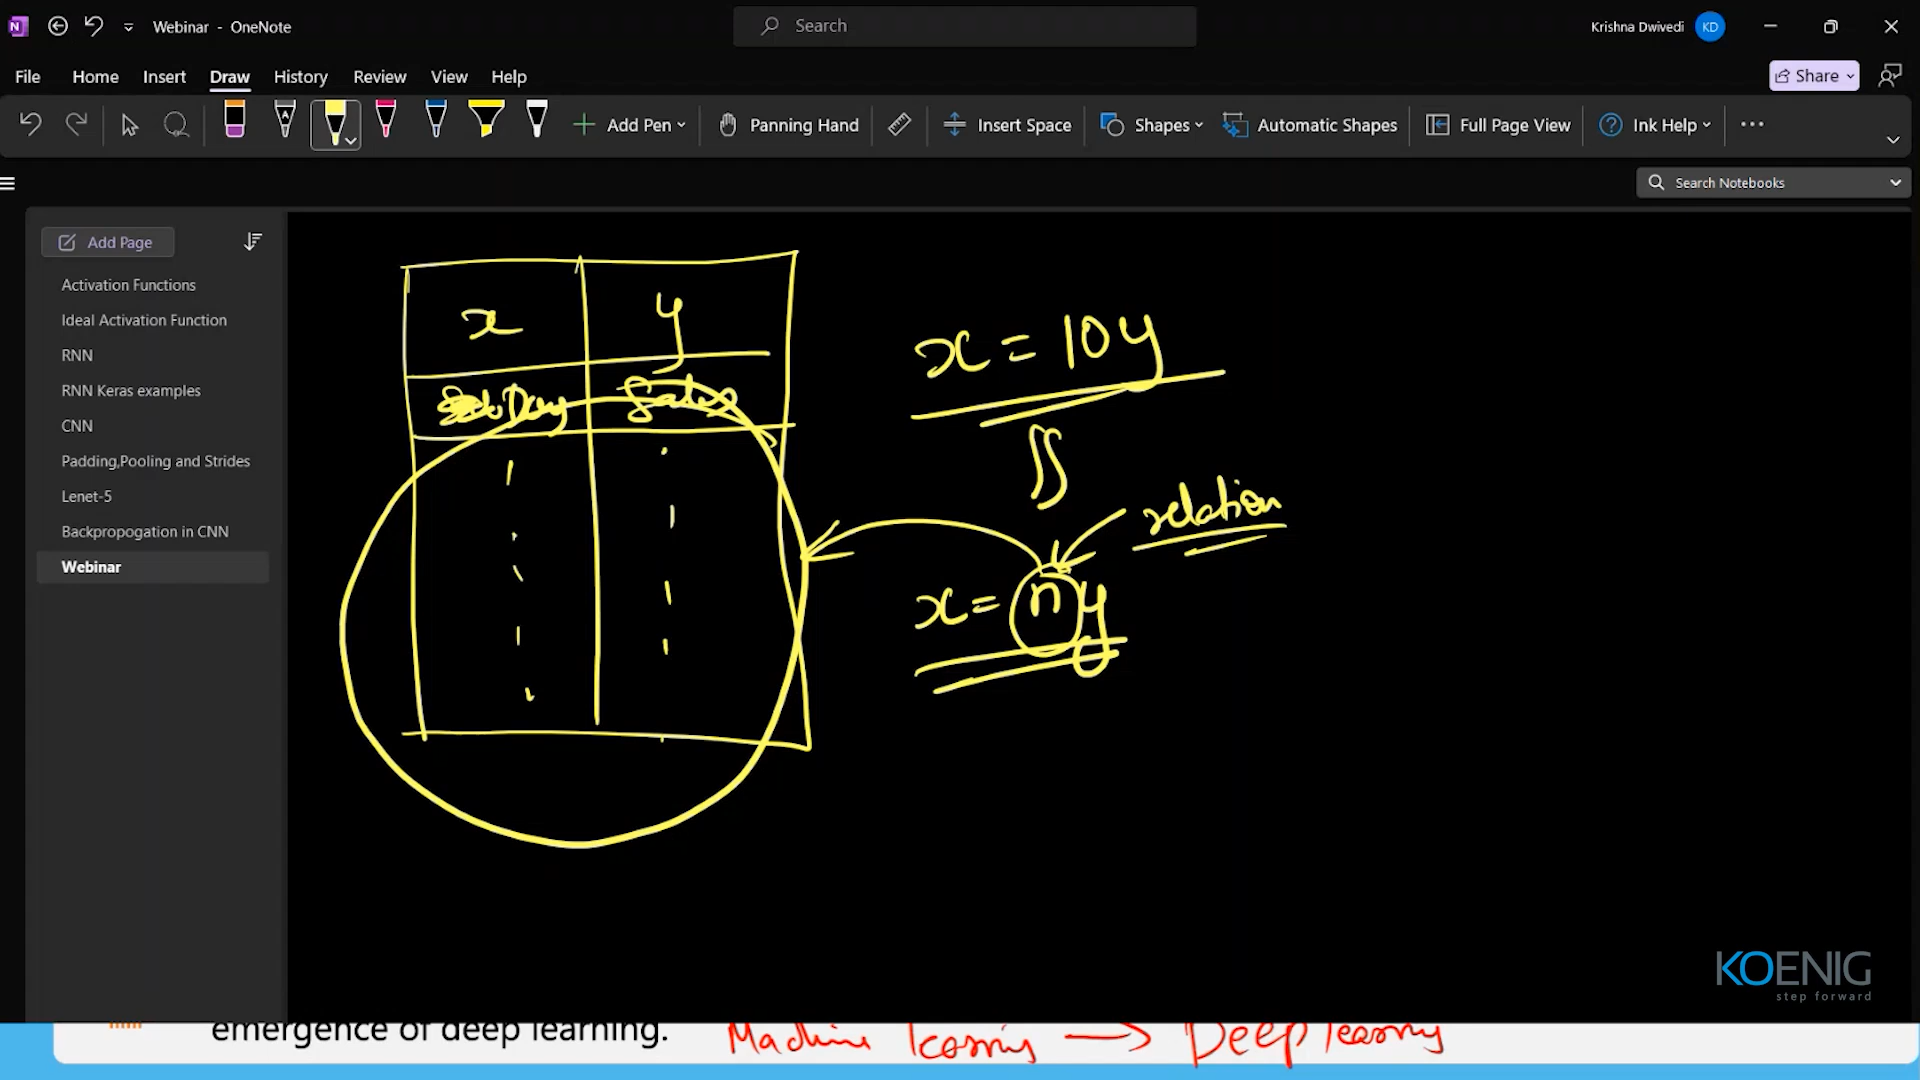 Webinar - OneNote
Search
Krishna Dwivedi KD
File Home Insert Draw History Review View Help
Share
Add Pen Panning Hand Insert Space Shapes Automatic Shapes Full Page View Ink Help
Search Notebooks
Add Page
Activation Functions
Ideal Activation Function
RNN
RNN Keras examples
CNN
Padding,Pooling and Strides
Lenet-5
Backpropogation in CNN
Webinar
x y
Day Sales
x = 10y
relation
x = ny
KOENIG
step forward
emergence of deep learning.
Machine learning → Deep learning